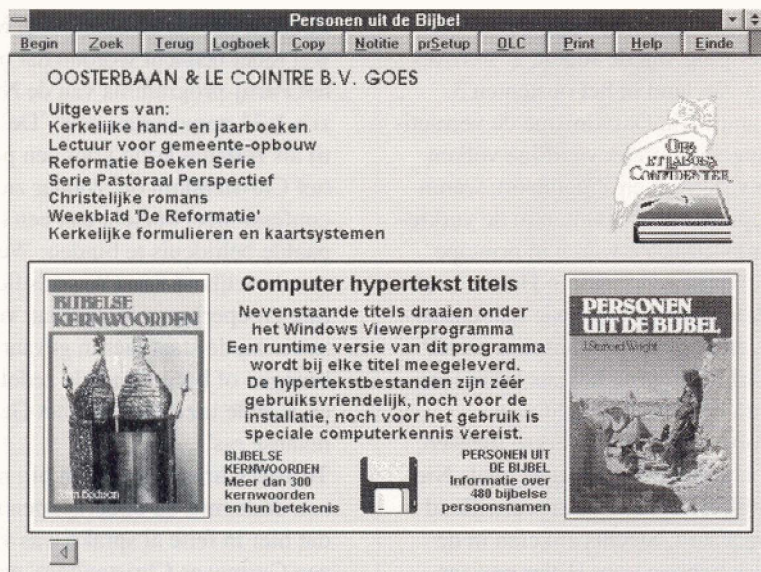 Personen uit de Bijbel
Begin Zoek Terug Logboek Copy Notitie prSetup OLC Print Help Einde
OOSTERBAAN & LE COINTRE B.V. GOES
Uitgevers van:
Kerkelijke hand- en jaarboeken
Lectuur voor gemeente-opbouw
Reformatie Boeken Serie
Serie Pastoraal Perspectief
Christelijke romans
Weekblad 'De Reformatie'
Kerkelijke formulieren en kaartsystemen
ORA
ET LABORA
CONFIDENTER
BIJBELSE
KERNWOORDEN
Computer hypertekst titels
Nevenstaande titels draaien onder
het Windows Viewerprogramma
Een runtime versie van dit programma
wordt bij elke titel meegeleverd.
De hypertekstbestanden zijn zéér
gebruiksvriendelijk, noch voor de
installatie, noch voor het gebruik is
speciale computerkennis vereist.
BIJBELSE
KERNWOORDEN
Meer dan 300
kernwoorden
en hun betekenis
PERSONEN UIT
DE BIJBEL
Informatie over
480 bijbelse
persoonsnamen
PERSONEN
UIT DE BIJBEL
J. Stafford Wright